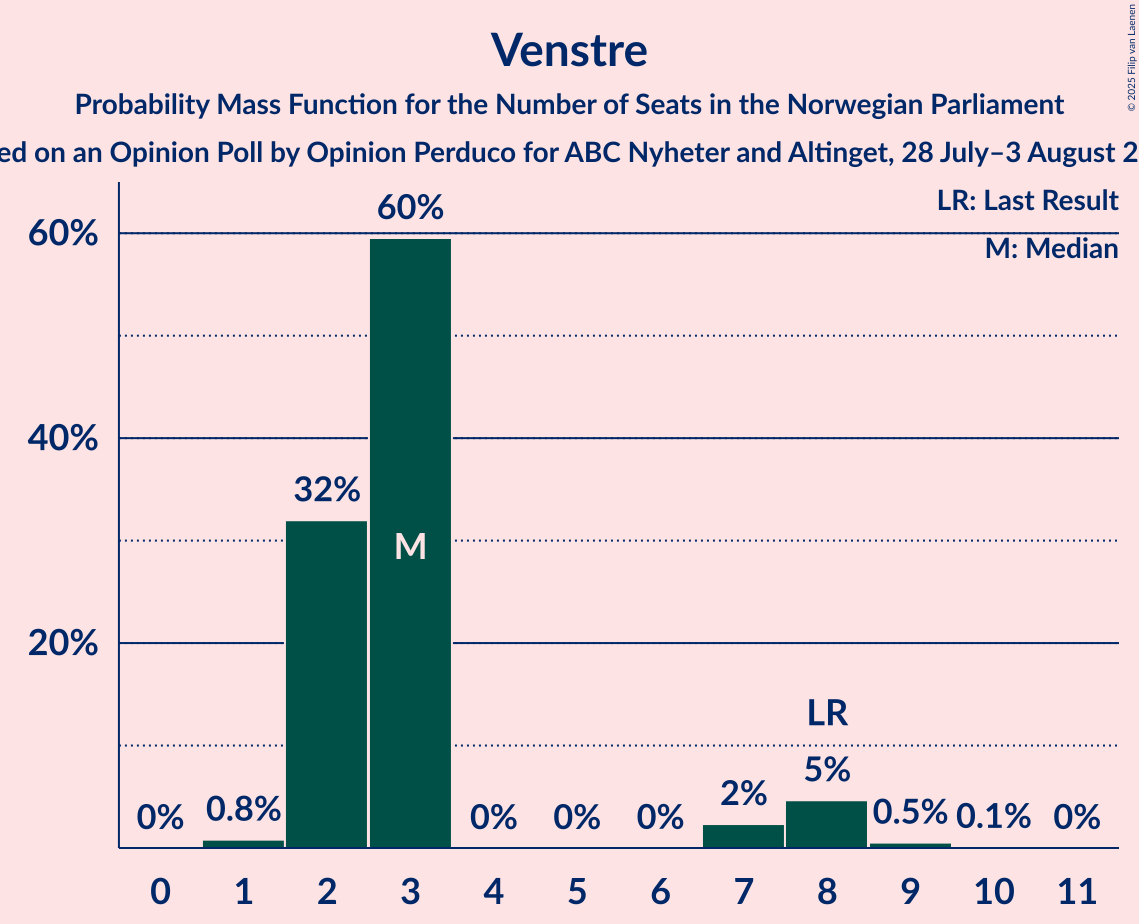 Venstre
Probability Mass Function for the Number of Seats in the Norwegian Parliament
on an Opinion Poll by Opinion Perduco for ABC Nyheter and Altinget, 28 July–3 August
© 2025 Filip van Laenen
LR: Last Result
M: Median
60%
40%
20%
0%
0.8%
32%
60%
M
0%
0%
0%
2%
LR
5%
0.5%
0.1%
0%
0 1 2 3 4 5 6 7 8 9 10 11